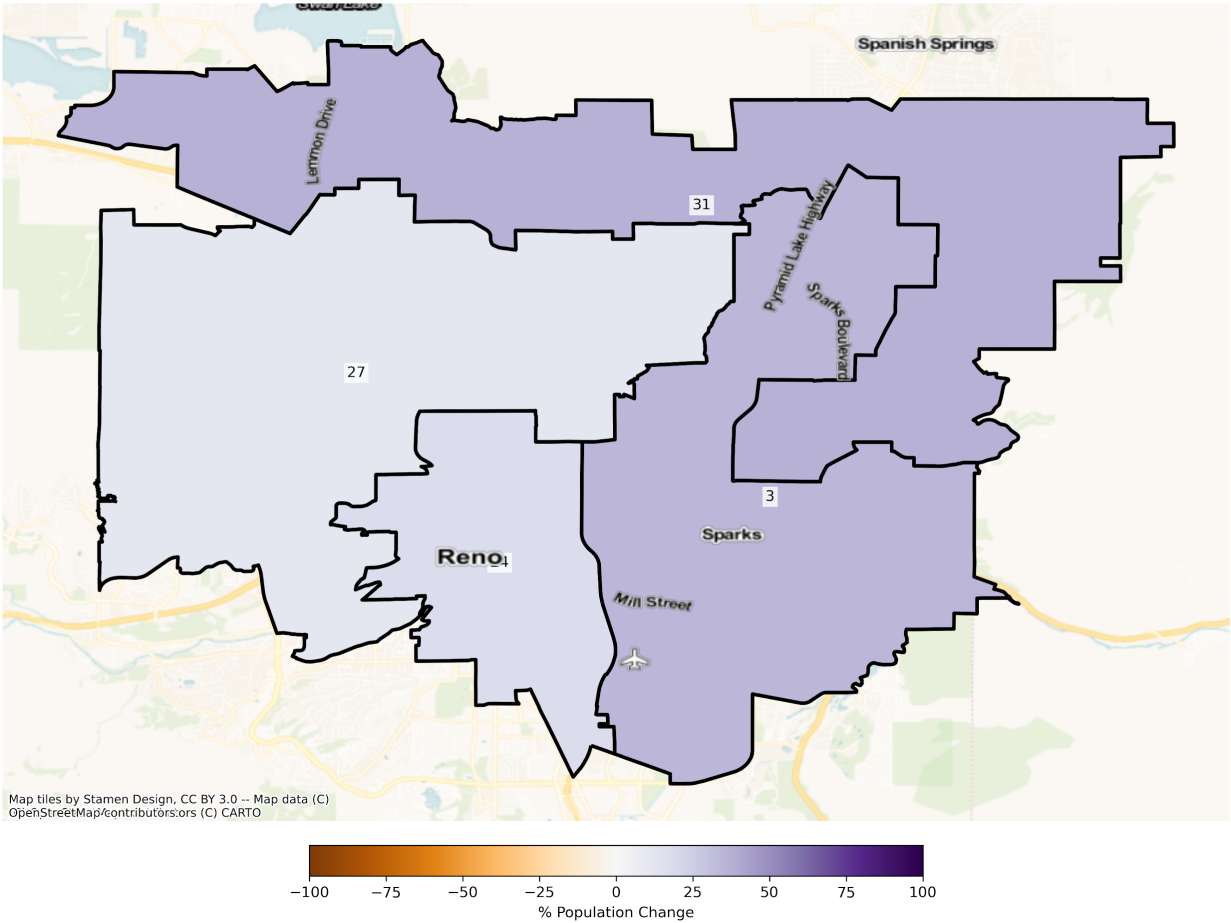 Swan Lake
Spanish Springs
Lemmon Drive
31
Pyramid Lake Highway
Sparks Boulevard
27
3
Sparks
Reno
Mill Street
Map tiles by Stamen Design, CC BY 3.0 -- Map data (C)
OpenStreetMap contributors (C) CARTO
−100 −75 −50 −25 0 25 50 75 100
% Population Change